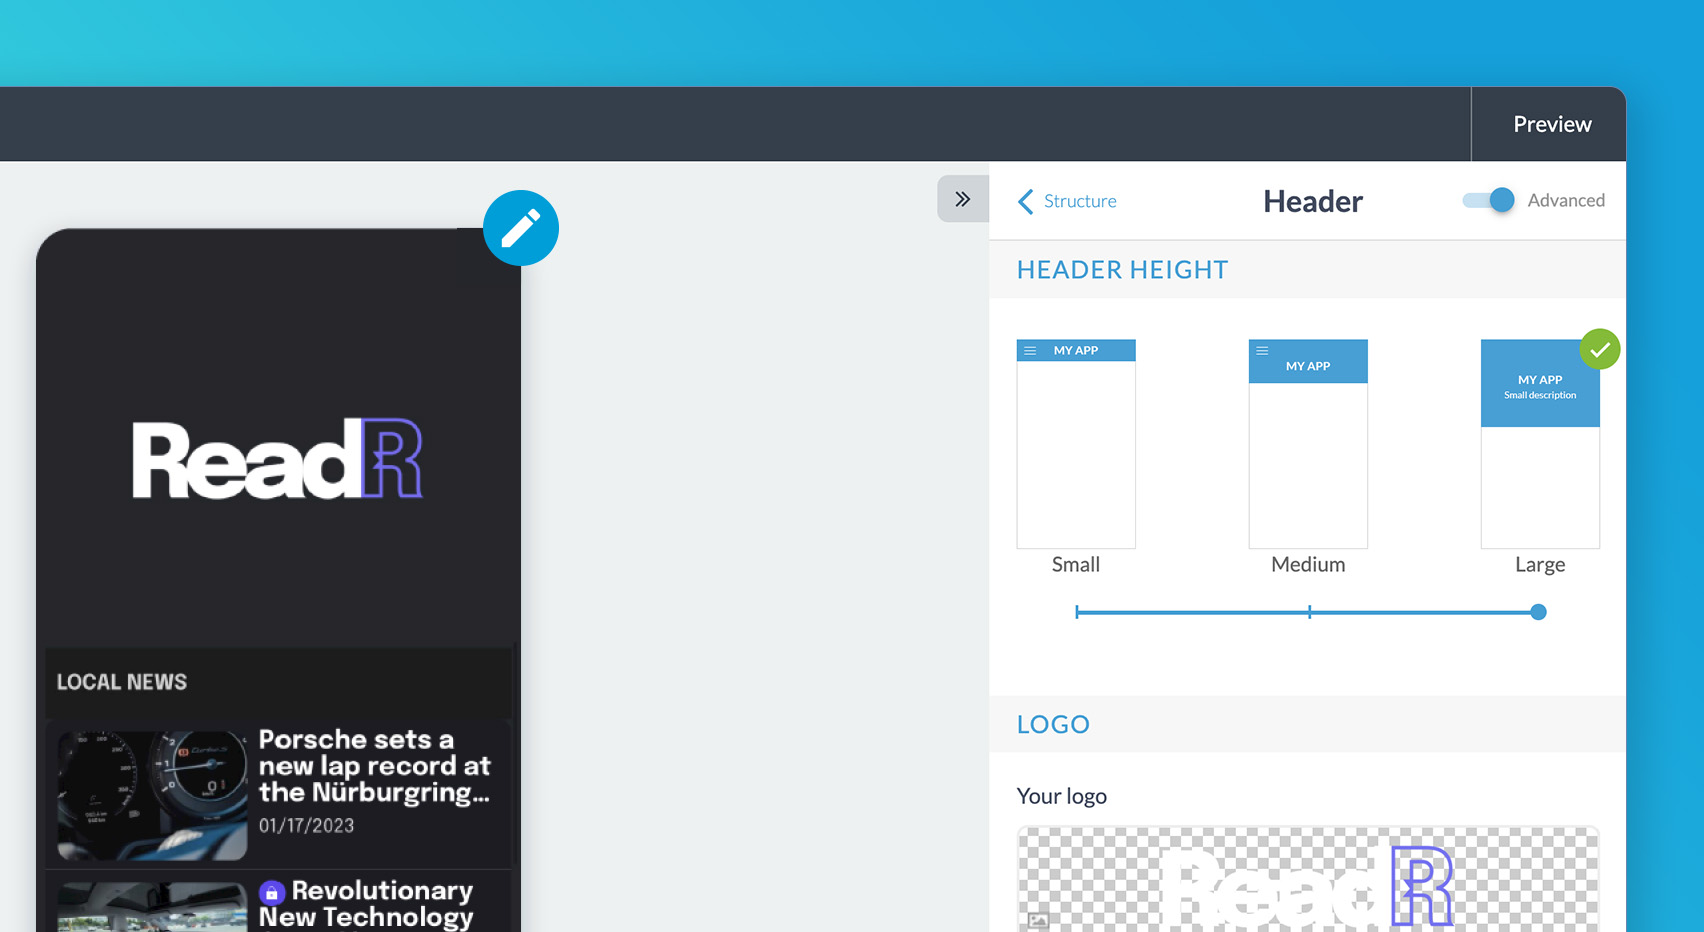 Preview
Structure
Header
Advanced
HEADER HEIGHT
MY APP
MY APP
MY APP
Small description
Small
Medium
Large
LOGO
Your logo
ReadR
ReadR
LOCAL NEWS
Porsche sets a
new lap record at
the Nürburgring...
01/17/2023
Revolutionary
New Technology